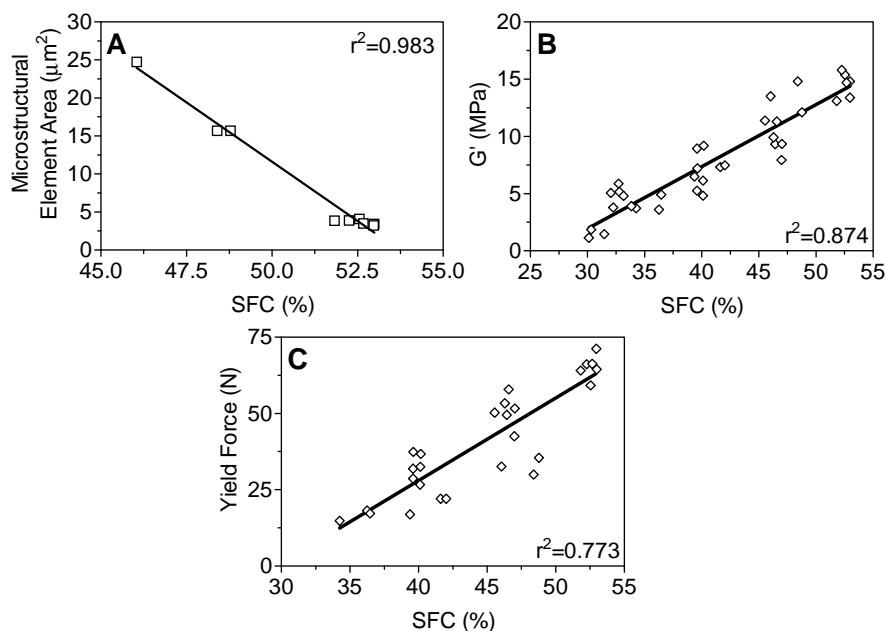 A
r²=0.983
Microstructural
Element Area (μm²)
30
25
20
15
10
5
0
45.0
47.5
50.0
52.5
55.0
SFC (%)
B
G' (MPa)
20
15
10
5
0
r²=0.874
25
30
35
40
45
50
55
SFC (%)
C
Yield Force (N)
75
50
25
0
r²=0.773
30
35
40
45
50
55
SFC (%)